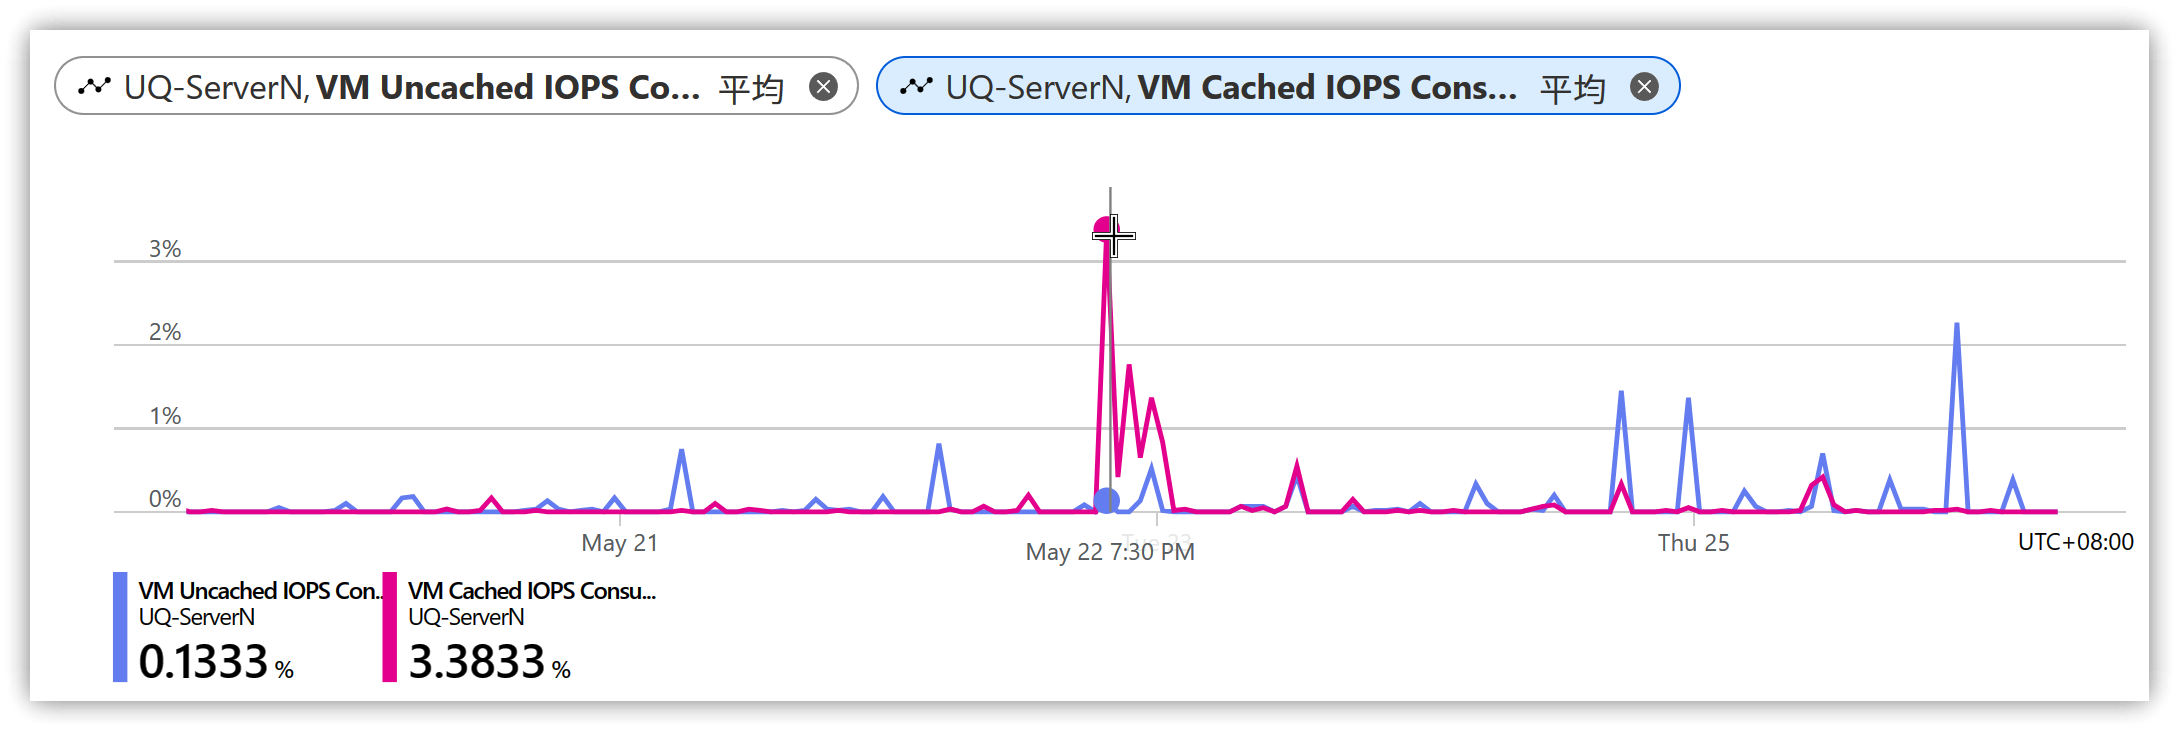 UQ-ServerN, VM Uncached IOPS Co... 平均
UQ-ServerN, VM Cached IOPS Cons... 平均
3%
2%
1%
0%
May 21
Tue 23
May 22 7:30 PM
Thu 25
UTC+08:00
VM Uncached IOPS Con...
UQ-ServerN
0.1333 %
VM Cached IOPS Consu...
UQ-ServerN
3.3833 %